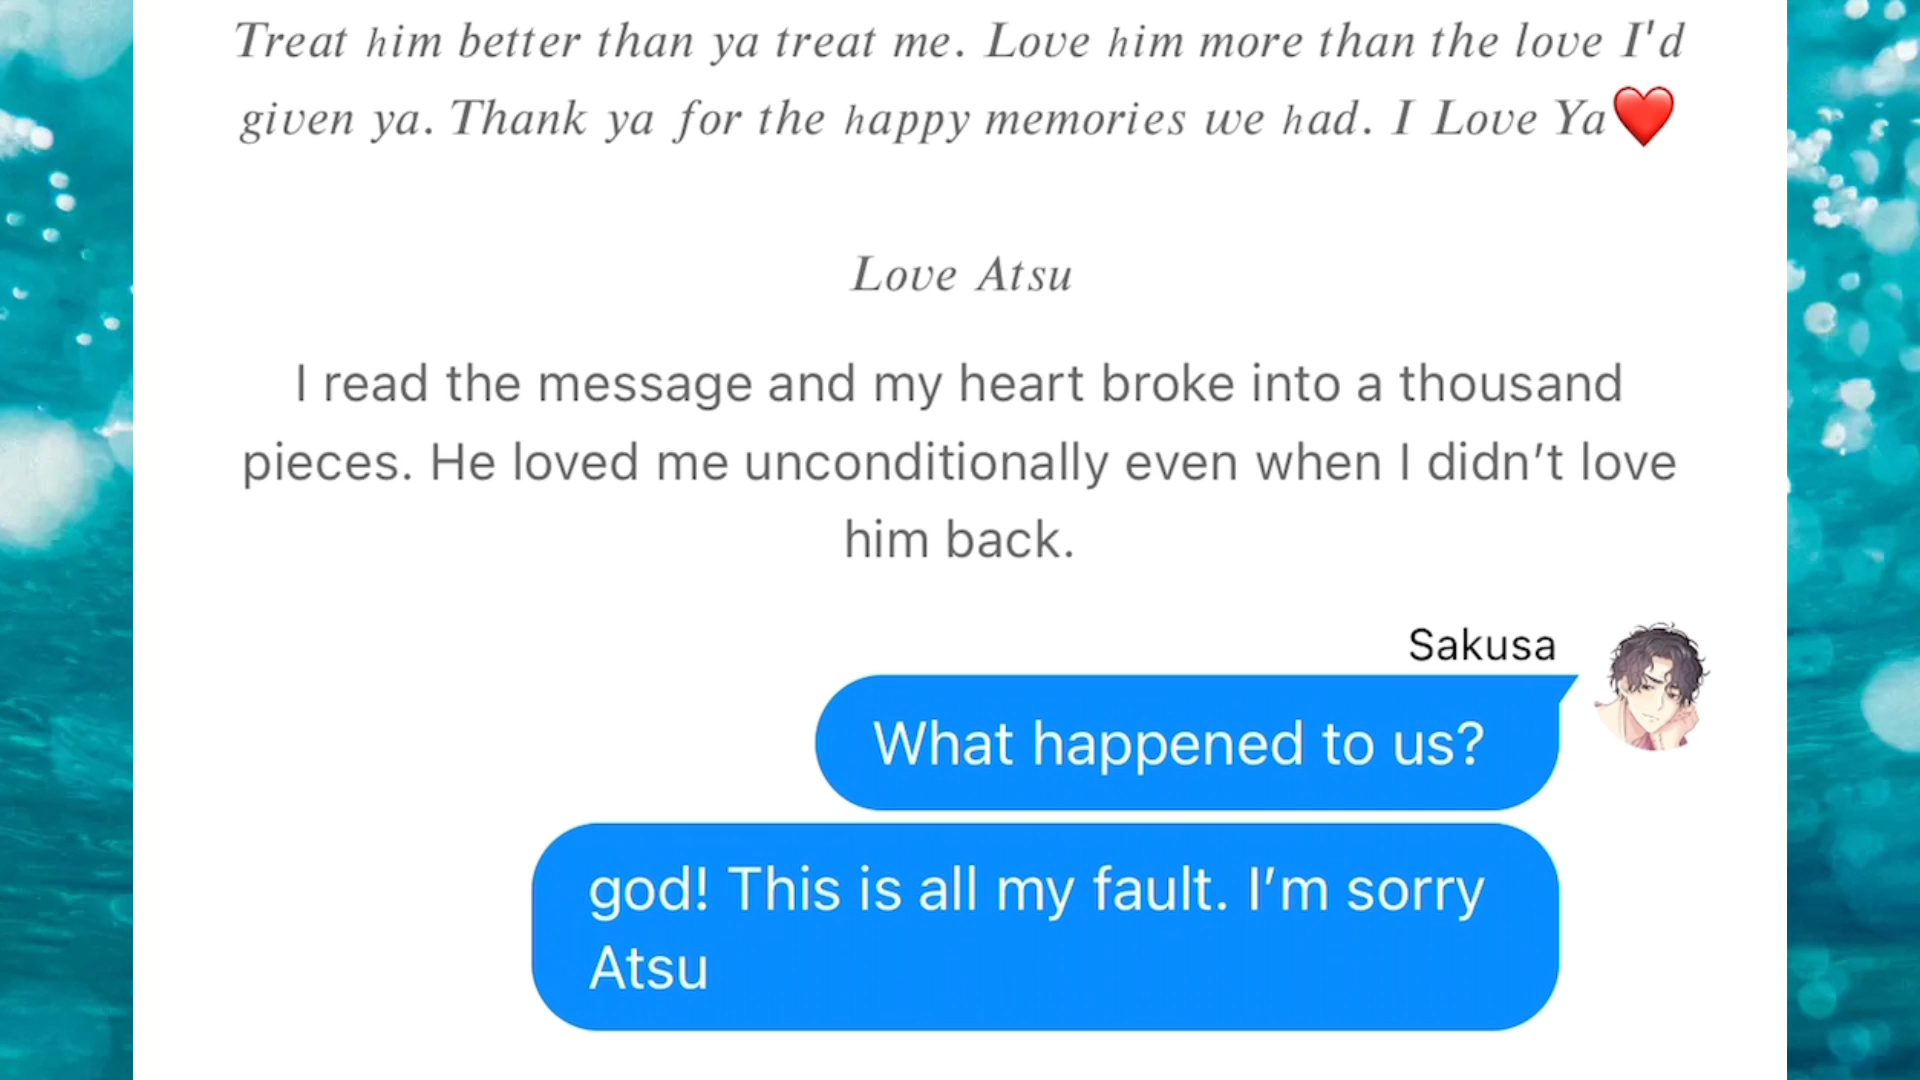 Treat him better than ya treat me. Love him more than the love I'd
given ya. Thank ya for the happy memories we had. I Love Ya❤️
Love Atsu
I read the message and my heart broke into a thousand
pieces. He loved me unconditionally even when I didn’t love
him back.
Sakusa
What happened to us?
god! This is all my fault. I’m sorry
Atsu